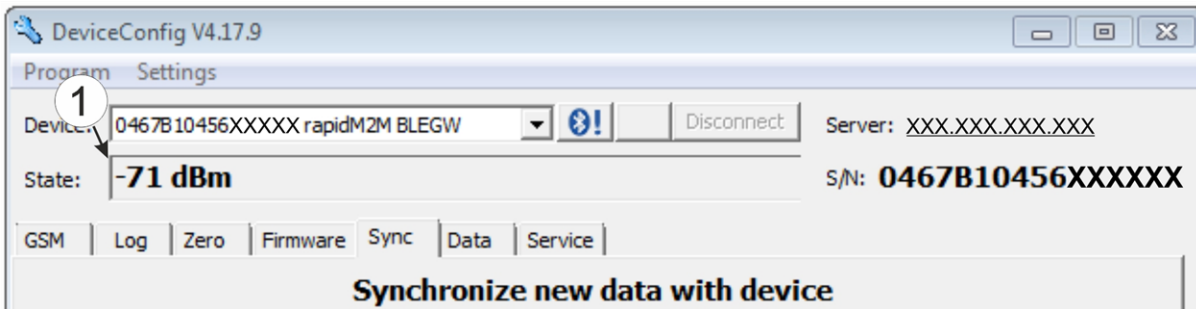 DeviceConfig V4.17.9
Program Settings
1
Device: 0467B10456XXXXX rapidM2M BLEGW ! Disconnect Server: XXX.XXX.XXX.XXX
State: -71 dBm S/N: 0467B10456XXXXXX
GSM Log Zero Firmware Sync Data Service
Synchronize new data with device